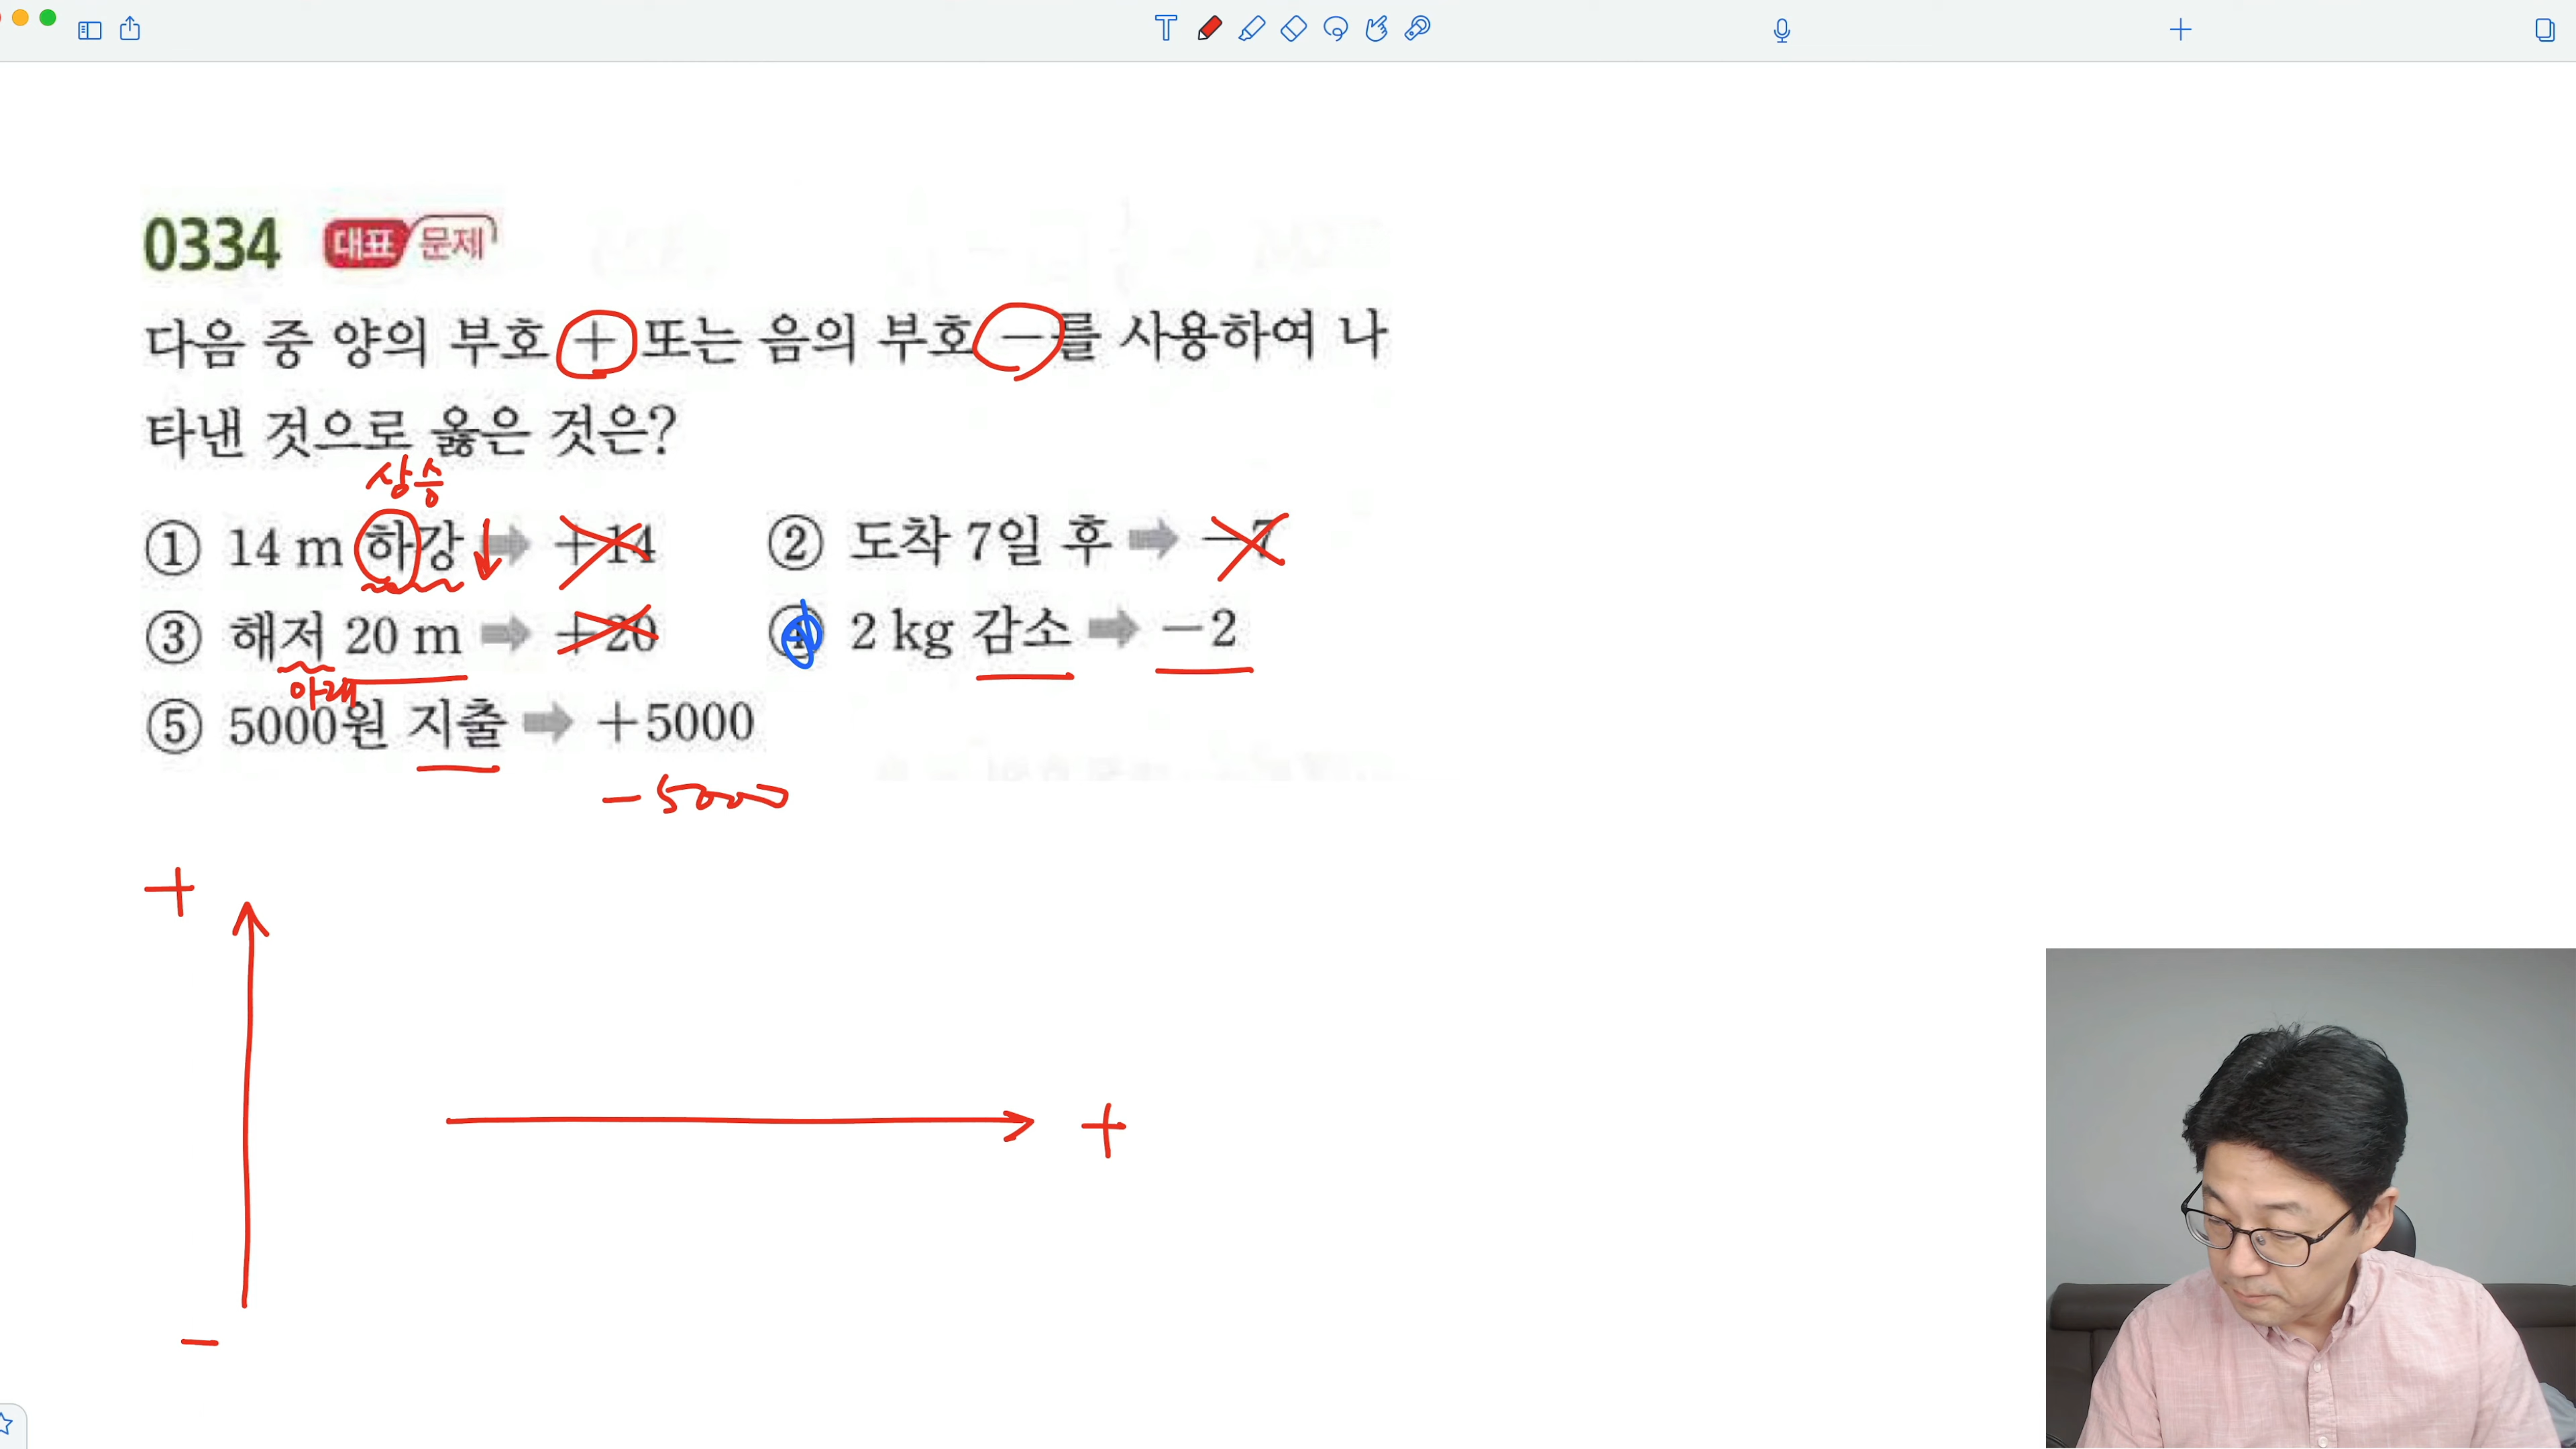 0334 대표 문제
다음 중 양의 부호 + 또는 음의 부호 －를 사용하여 나
타낸 것으로 옳은 것은?
상승
① 14 m 하강 ↓ ➡ +14 ② 도착 7일 후 ➡ －7
③ 해저 20 m ➡ +20 ④ 2 kg 감소 ➡ －2
아래
⑤ 5000원 지출 ➡ +5000
－5000
+
+
－